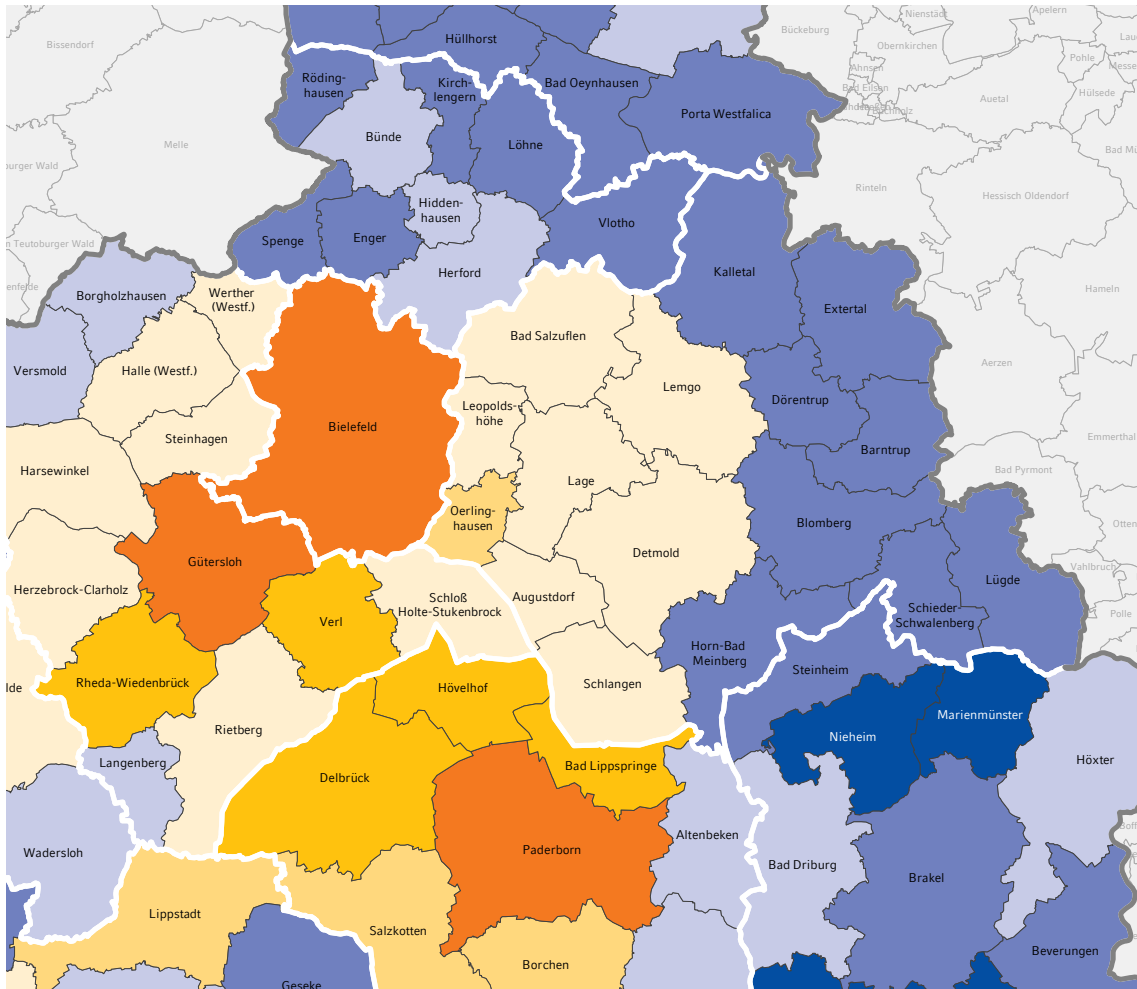 Apelern
Nienstädt
Bückeburg
Hüllhorst
Bissendorf
Obernkirchen
Pohle
Ahnsen
Röding-
hausen
Kirch-
lengern
Bad Oeynhausen
Bad Eilsen
Hülsede
Auetal
Buchholz
Porta Westfalica
Bünde
Löhne
Melle
Rinteln
Hessisch Oldendorf
Hidden-
hausen
Vlotho
Spenge
Enger
n Teutoburger Wald
Herford
Kalletal
Hameln
Borgholzhausen
Werther
(Westf.)
Extertal
Bad Salzuflen
Aerzen
Versmold
Halle (Westf.)
Lemgo
Dörentrup
Leopolds-
höhe
Bielefeld
Steinhagen
Emmerthal
Barntrup
Harsewinkel
Bad Pyrmont
Lage
Oerling-
hausen
Blomberg
Detmold
Gütersloh
Vahlbruch
Lügde
Herzebrock-Clarholz
Schloß
Holte-Stukenbrock
Augustdorf
Schieder-
Schwalenberg
Polle
Verl
Horn-Bad
Meinberg
Steinheim
Rheda-Wiedenbrück
Hövelhof
Schlangen
Marienmünster
Rietberg
Nieheim
Langenberg
Höxter
Delbrück
Bad Lippspringe
Altenbeken
Wadersloh
Paderborn
Bad Driburg
Brakel
Lippstadt
Salzkotten
Beverungen
Borchen
Geseke